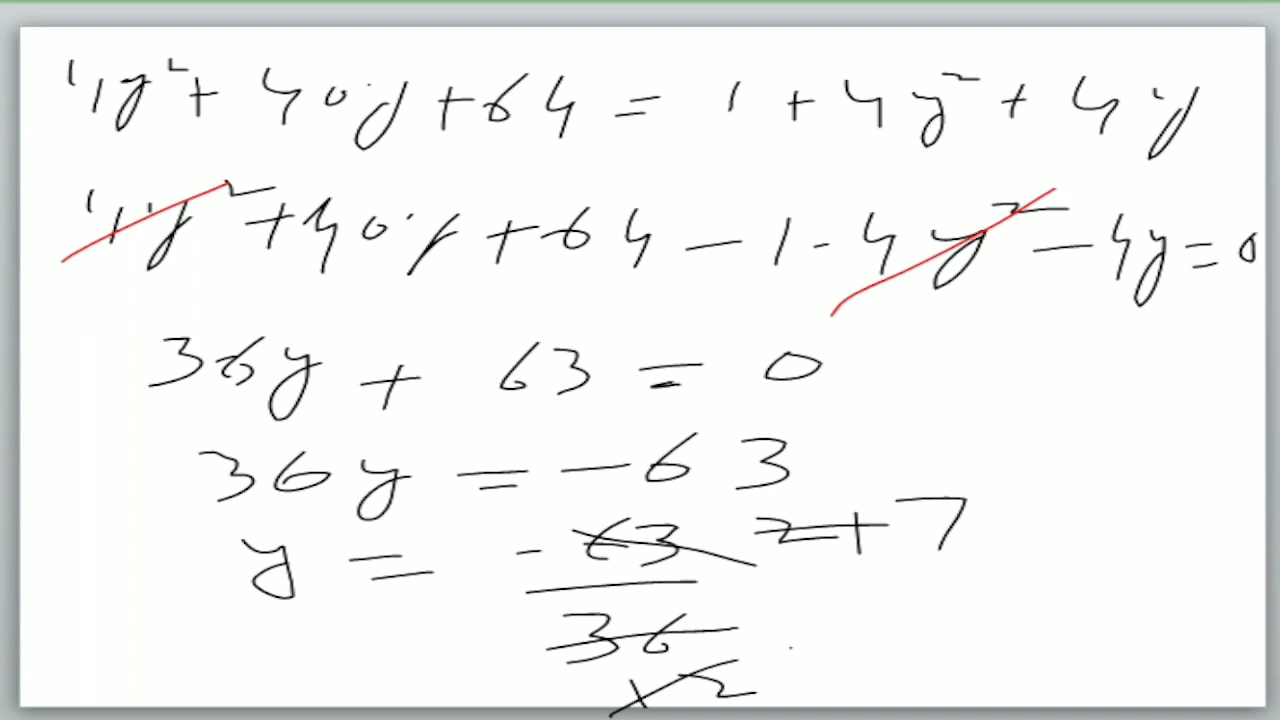 4y² + 40y + 64 = 1 + 4y² + 4y
4y² + 40y + 64 - 1 - 4y² - 4y = 0
36y + 63 = 0
36y = -63
y = - 63 7
36